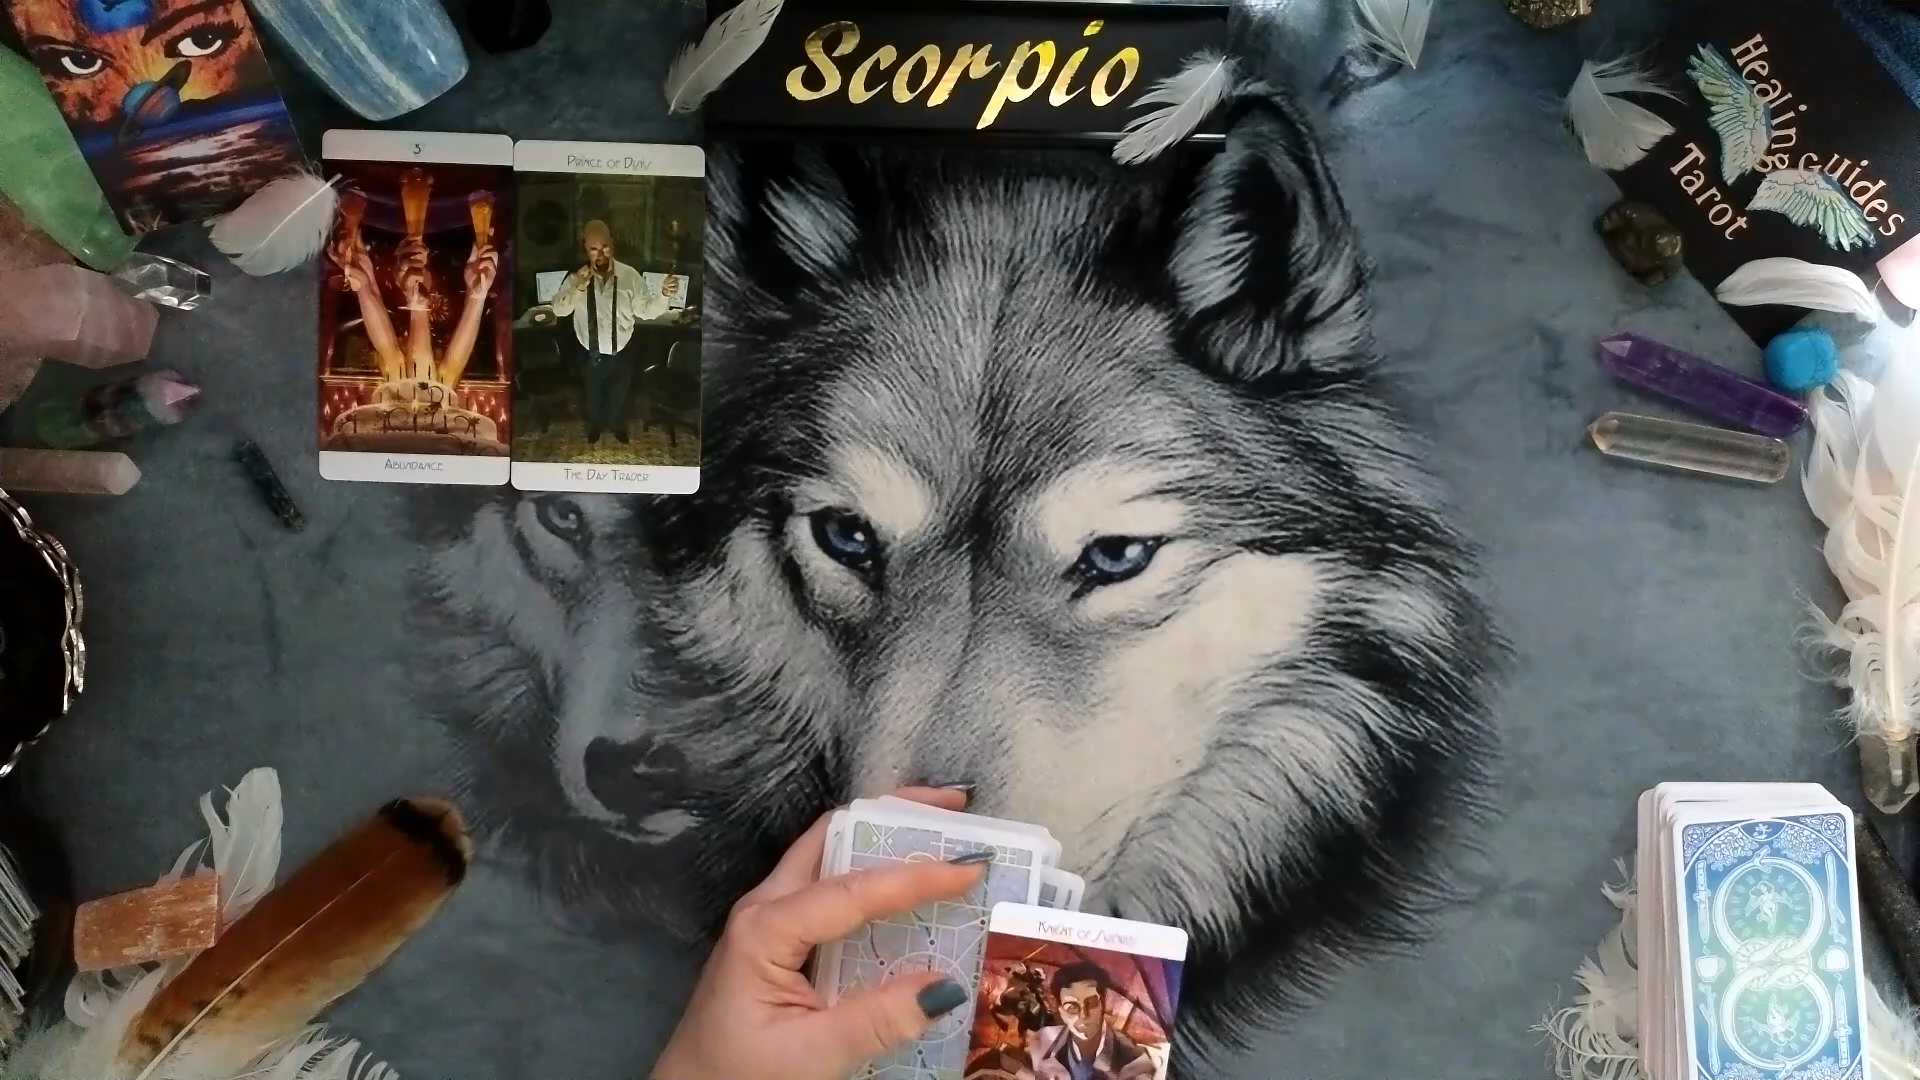 Scorpio
Healing guides
Tarot
3
Abundance
Prince of Disks
The Day Trader
Knight of Swords